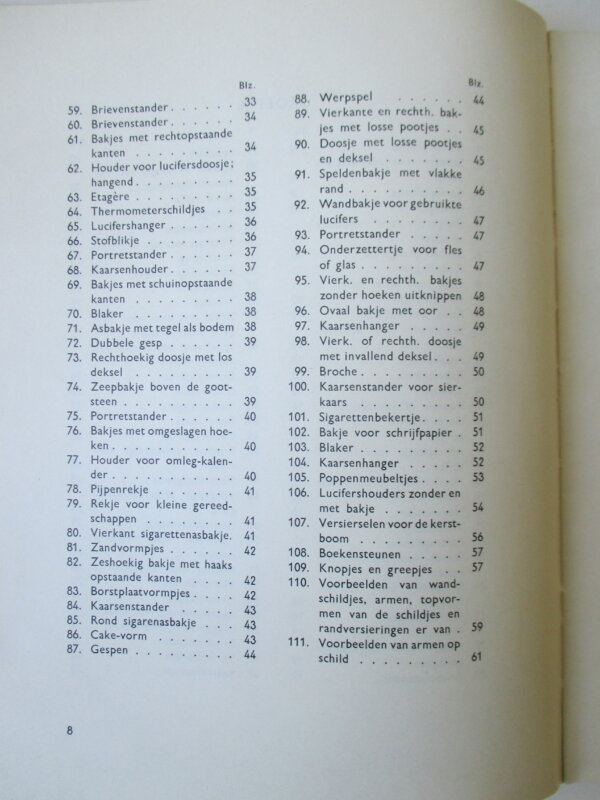 Blz.
59. Brievenstander . . . . . . 33
60. Brievenstander . . . . . . 34
61. Bakjes met rechtopstaande
kanten . . . . . . . . . 34
62. Houder voor lucifersdoosje;
hangend . . . . . . . . . 35
63. Etagère . . . . . . . . . 35
64. Thermometerschildjes . . 35
65. Lucifershanger . . . . . . 36
66. Stofblikje . . . . . . . . 36
67. Portretstander . . . . . . 37
68. Kaarsenhouder . . . . . . 37
69. Bakjes met schuinopstaande
kanten . . . . . . . . . 38
70. Blaker . . . . . . . . . 38
71. Asbakje met tegel als bodem 38
72. Dubbele gesp . . . . . . . 39
73. Rechthoekig doosje met los
deksel . . . . . . . . . 39
74. Zeepbakje boven de goot-
steen . . . . . . . . . 39
75. Portretstander . . . . . . 40
76. Bakjes met omgeslagen hoe-
ken . . . . . . . . . . . 40
77. Houder voor omleg-kalen-
der . . . . . . . . . . . 40
78. Pijpenrekje . . . . . . . 41
79. Rekje voor kleine gereed-
schappen . . . . . . . 41
80. Vierkant sigarettenasbakje. 41
81. Zandvormpjes . . . . . . 42
82. Zeshoekig bakje met haaks
opstaande kanten . . . . 42
83. Borstplaatvormpjes . . . . 42
84. Kaarsenstander . . . . . 43
85. Rond sigarenasbakje . . . 43
86. Cake-vorm . . . . . . . 43
87. Gespen . . . . . . . . . 44
Blz.
88. Werpspel . . . . . . . 44
89. Vierkante en rechth. bak-
jes met losse pootjes . . 45
90. Doosje met losse pootjes
en deksel . . . . . . . 45
91. Speldenbakje met vlakke
rand . . . . . . . . . . 46
92. Wandbakje voor gebruikte
lucifers . . . . . . . . 47
93. Portretstander . . . . . 47
94. Onderzettertje voor fles
of glas . . . . . . . . . 47
95. Vierk. en rechth. bakjes
zonder hoeken uitknippen 48
96. Ovaal bakje met oor . . 48
97. Kaarsenhanger . . . . . 49
98. Vierk. of rechth. doosje
met invallend deksel . . . 49
99. Broche . . . . . . . . . 50
100. Kaarsenstander voor sier-
kaars . . . . . . . . . 50
101. Sigarettenbekertje . . . . 51
102. Bakje voor schrijfpapier . 51
103. Blaker . . . . . . . . . 52
104. Kaarsenhanger . . . . . 52
105. Poppenmeubeltjes . . . . 53
106. Lucifershouders zonder en
met bakje . . . . . . . 54
107. Versierselen voor de kerst-
boom . . . . . . . . . 56
108. Boekensteunen . . . . . 57
109. Knopjes en greepjes . . . 57
110. Voorbeelden van wand-
schildjes, armen, topvor-
men van de schildjes en
randversieringen er van . 59
111. Voorbeelden van armen op
schild . . . . . . . . . 61
8